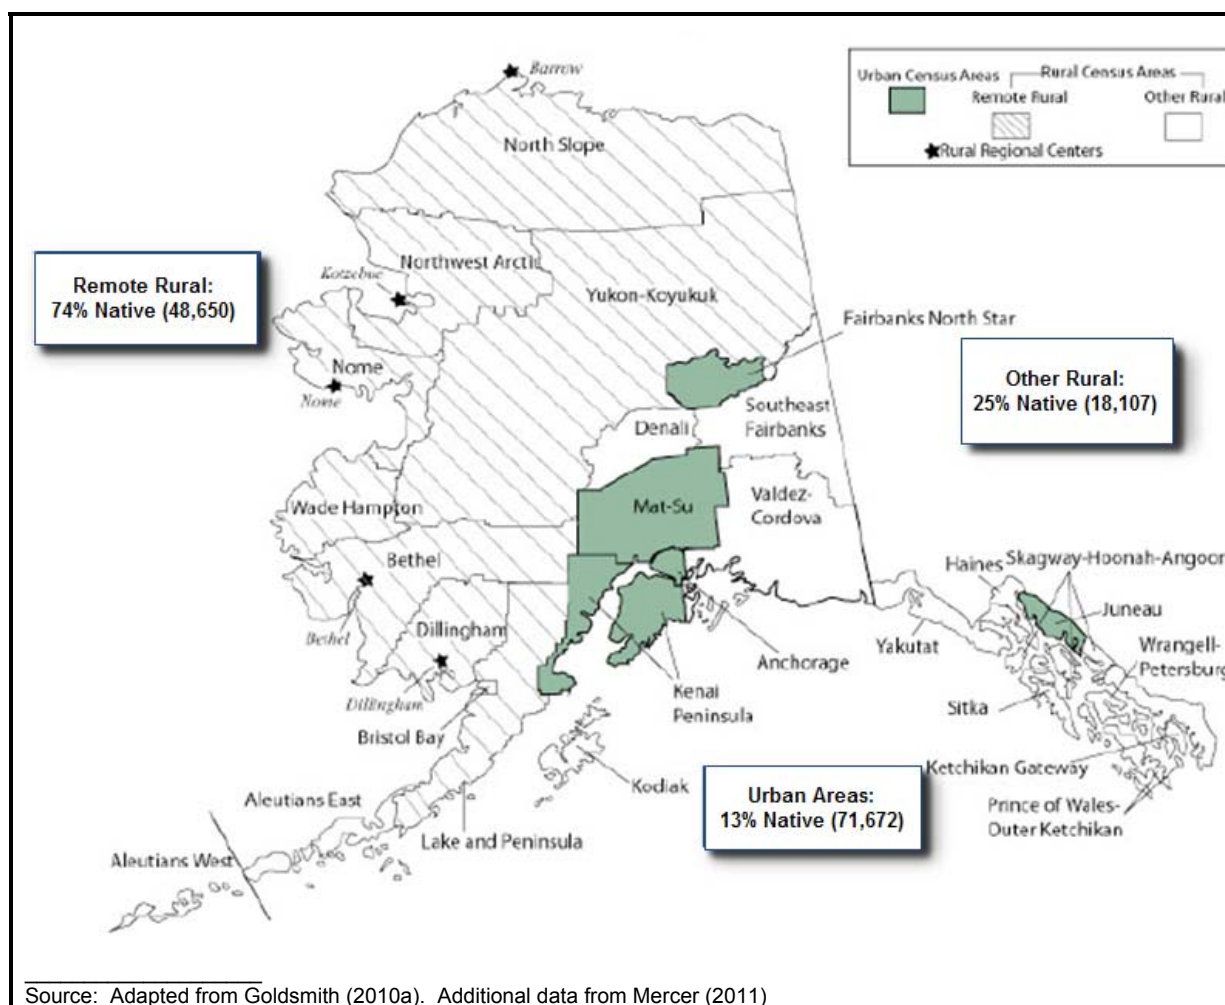 Barrow
Urban Census Areas
Rural Census Areas
Remote Rural
Other Rural
Rural Regional Centers
North Slope
Remote Rural:
74% Native (48,650)
Kotzebue
Northwest Arctic
Yukon-Koyukuk
Fairbanks North Star
Nome
Nome
Other Rural:
25% Native (18,107)
Denali
Southeast
Fairbanks
Wade Hampton
Mat-Su
Valdez-
Cordova
Bethel
Haines
Skagway-Hoonah-Angoon
Juneau
Bethel
Dillingham
Yakutat
Wrangell-
Petersburg
Anchorage
Dillingham
Kenai
Peninsula
Sitka
Bristol Bay
Kodiak
Ketchikan Gateway
Aleutians East
Urban Areas:
13% Native (71,672)
Prince of Wales-
Outer Ketchikan
Lake and Peninsula
Aleutians West
Source: Adapted from Goldsmith (2010a). Additional data from Mercer (2011)